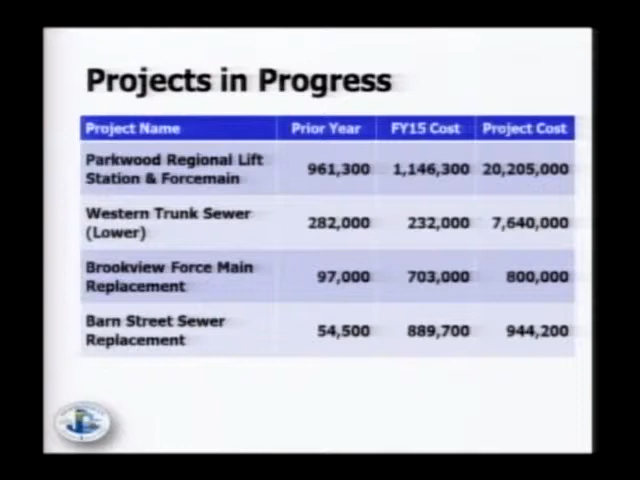 Projects in Progress
Project Name Prior Year FY15 Cost Project Cost
Parkwood Regional Lift
Station & Forcemain 961,300 1,146,300 20,205,000
Western Trunk Sewer
(Lower) 282,000 232,000 7,640,000
Brookview Force Main
Replacement 97,000 703,000 800,000
Barn Street Sewer
Replacement 54,500 889,700 944,200